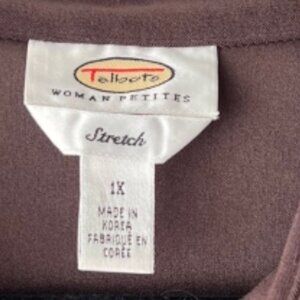 Talbots
WOMAN PETITES
Stretch
1X
MADE IN
KOREA
FABRIQUÉ EN
CORÉE